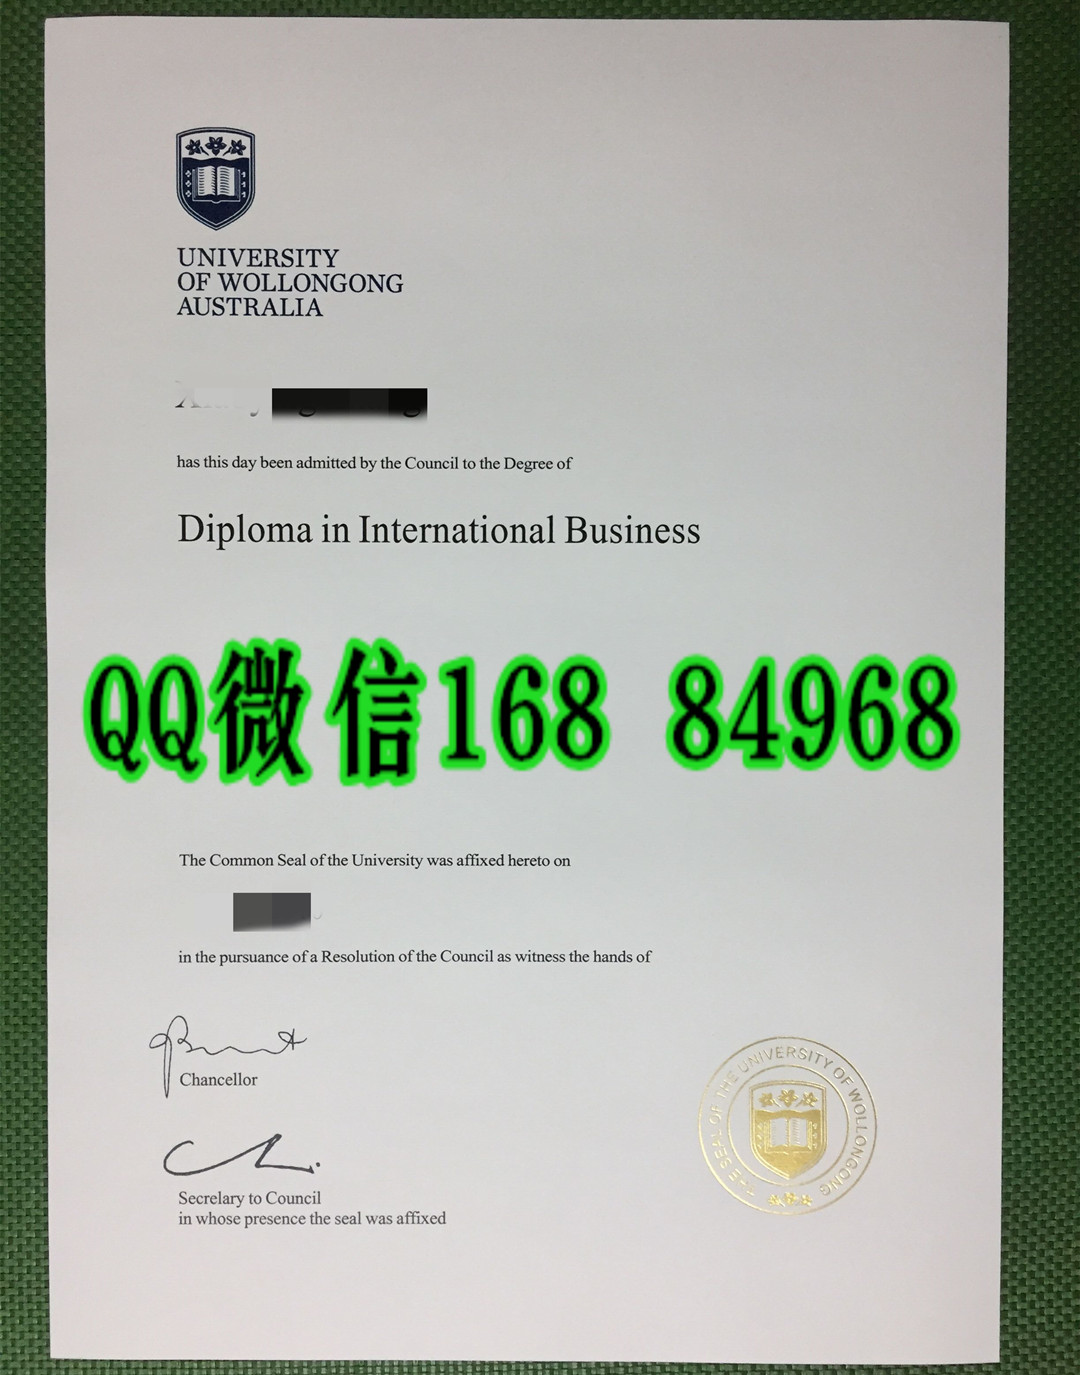 UNIVERSITY
OF WOLLONGONG
AUSTRALIA
has this day been admitted by the Council to the Degree of
Diploma in International Business
QQ微信168 84968
The Common Seal of the University was affixed hereto on
in the pursuance of a Resolution of the Council as witness the hands of
Chancellor
Secretary to Council
in whose presence the seal was affixed
THE SEAL OF THE UNIVERSITY OF WOLLONGONG